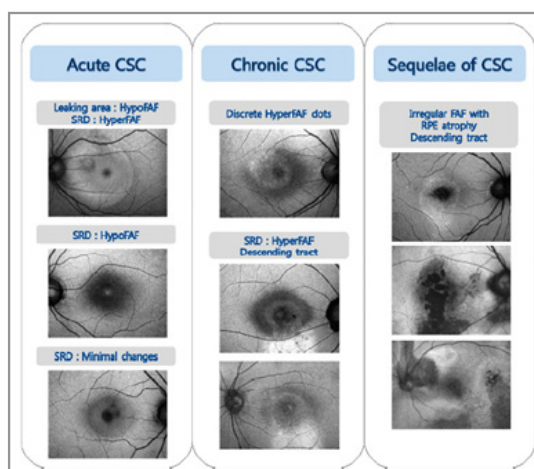 Acute CSC
Leaking area : HypoFAF
SRD : HyperFAF
SRD : HypoFAF
SRD : Minimal changes
Chronic CSC
Discrete HyperFAF dots
SRD : HyperFAF
Descending tract
Sequelae of CSC
Irregular FAF with
RPE atrophy
Descending tract